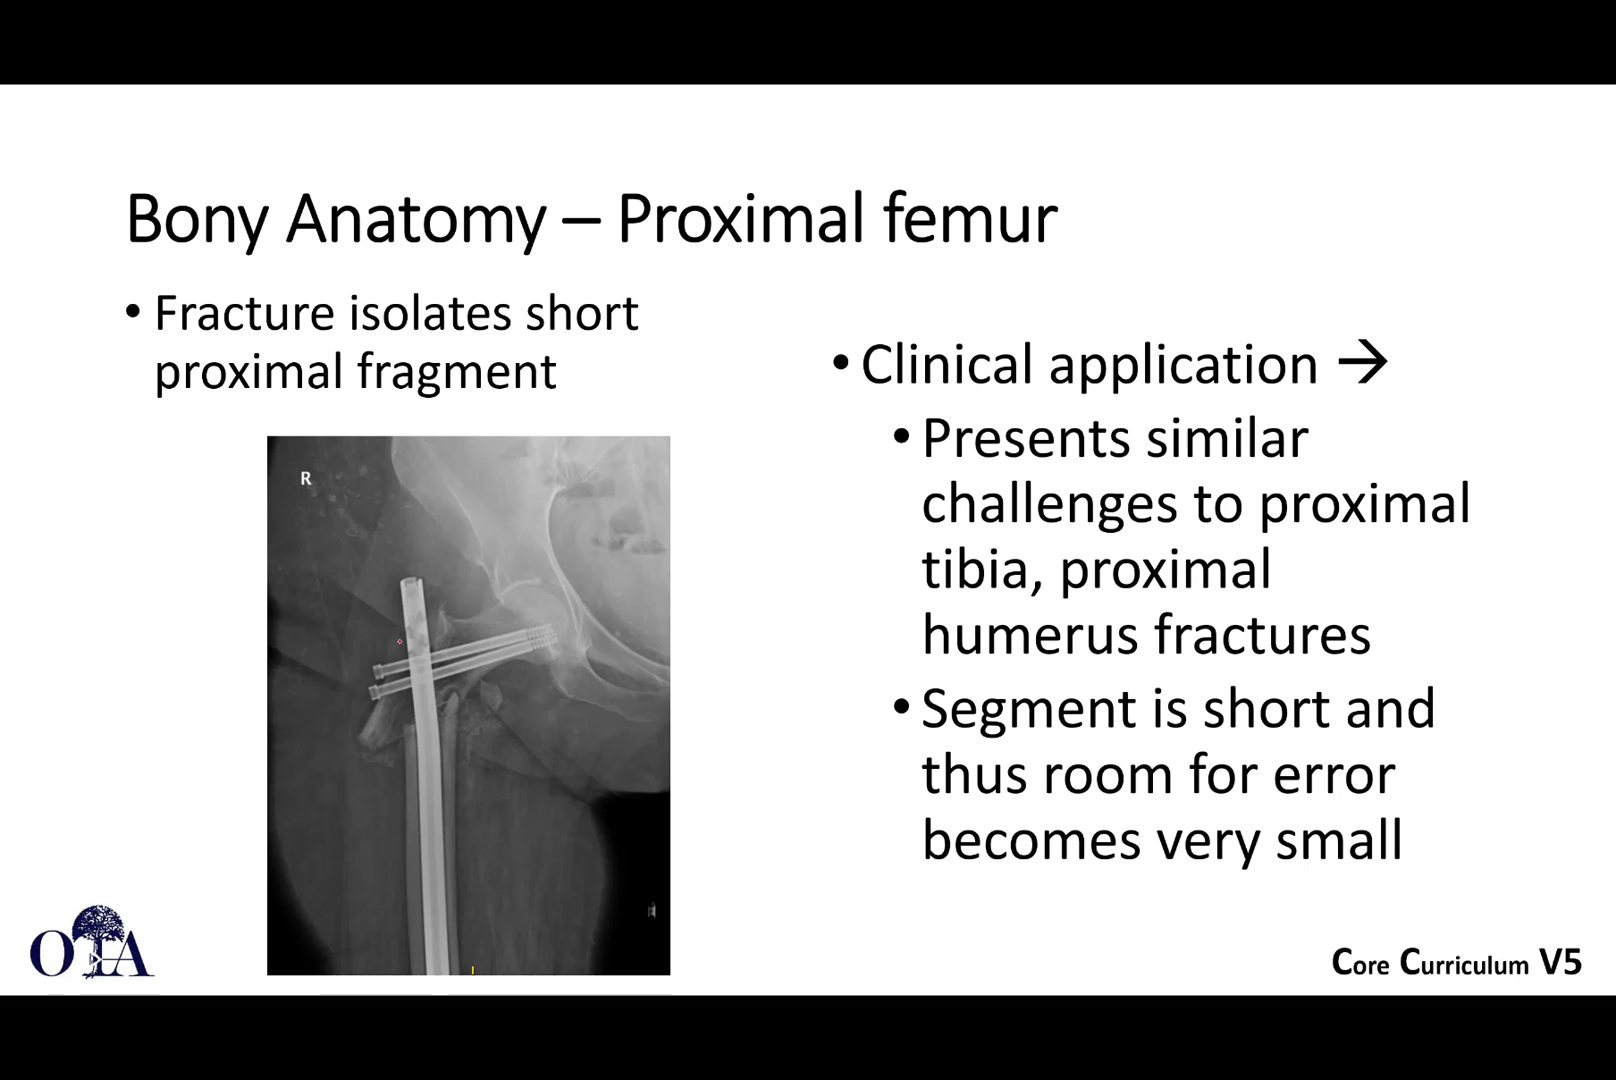 Bony Anatomy – Proximal femur
• Fracture isolates short
proximal fragment
R
• Clinical application →
• Presents similar
challenges to proximal
tibia, proximal
humerus fractures
• Segment is short and
thus room for error
becomes very small
OTA
Core Curriculum V5